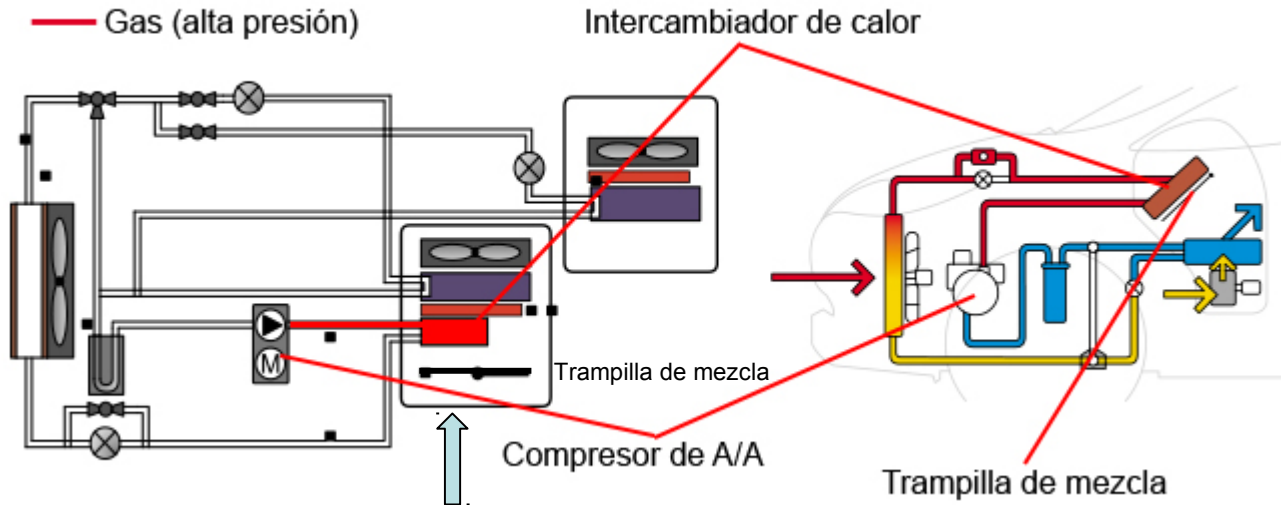 Gas (alta presión)
Intercambiador de calor
Trampilla de mezcla
M
Compresor de A/A
Trampilla de mezcla